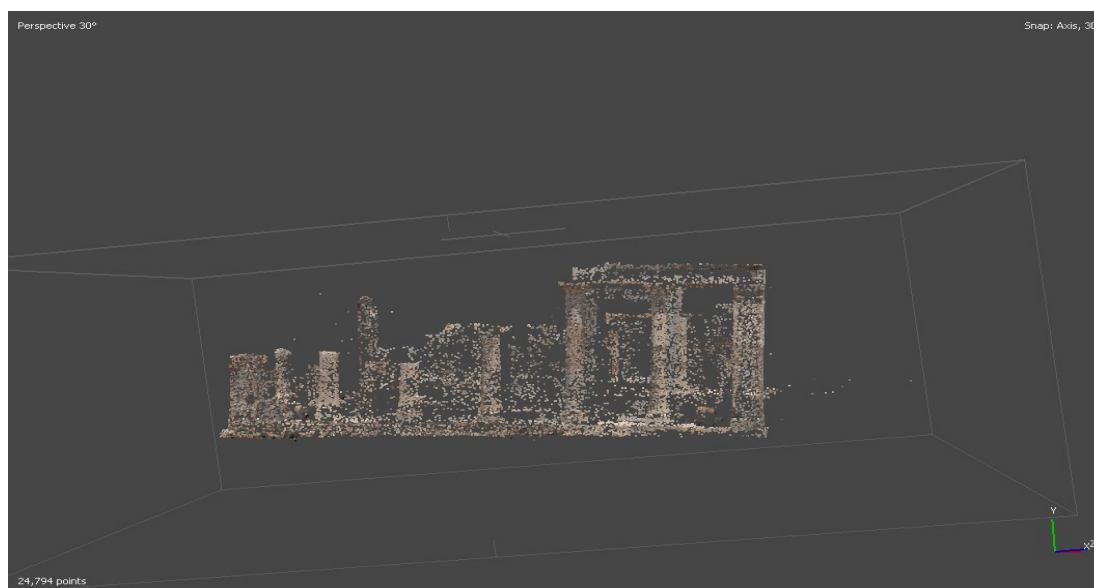 Perspective 30°
Snap: Axis, 3D
24,794 points
Y
X
Z